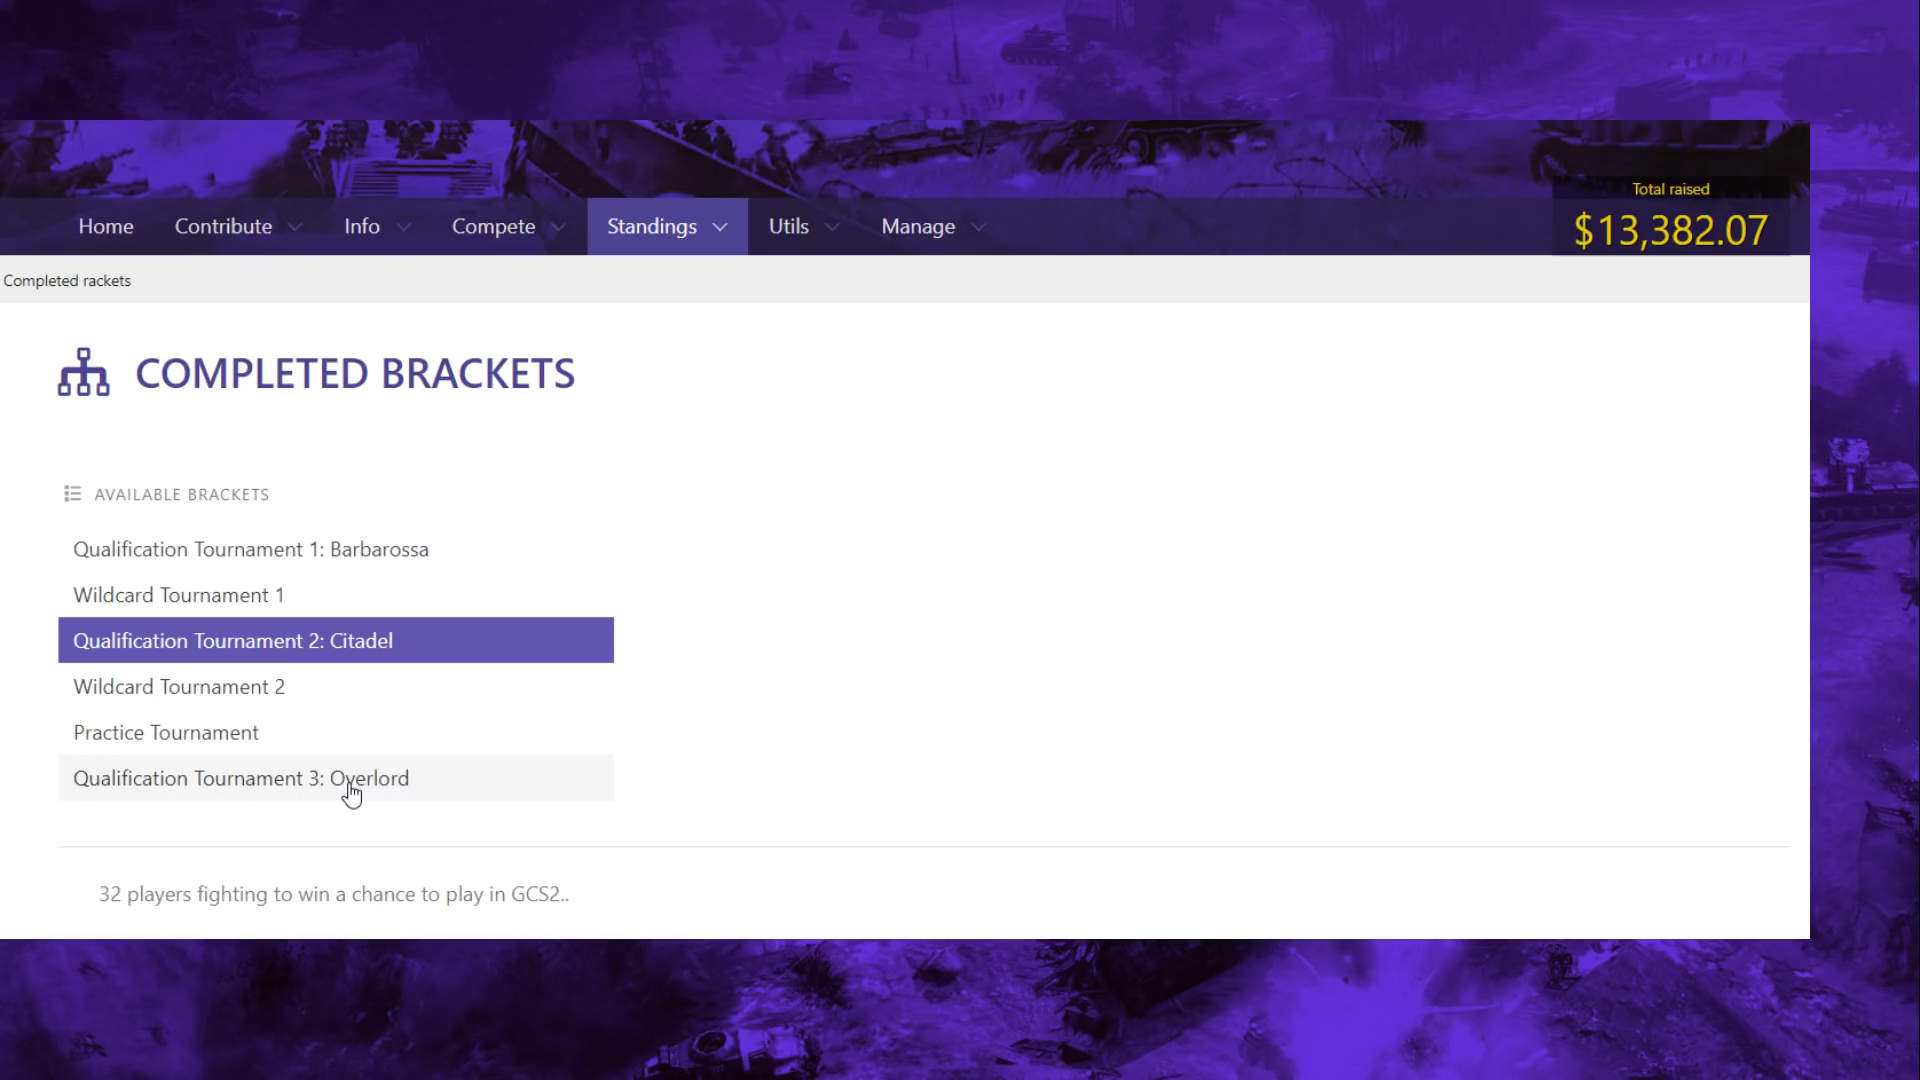 Total raised
Home Contribute Info Compete Standings Utils Manage
$13,382.07
Completed rackets
COMPLETED BRACKETS
AVAILABLE BRACKETS
Qualification Tournament 1: Barbarossa
Wildcard Tournament 1
Qualification Tournament 2: Citadel
Wildcard Tournament 2
Practice Tournament
Qualification Tournament 3: Overlord
32 players fighting to win a chance to play in GCS2..